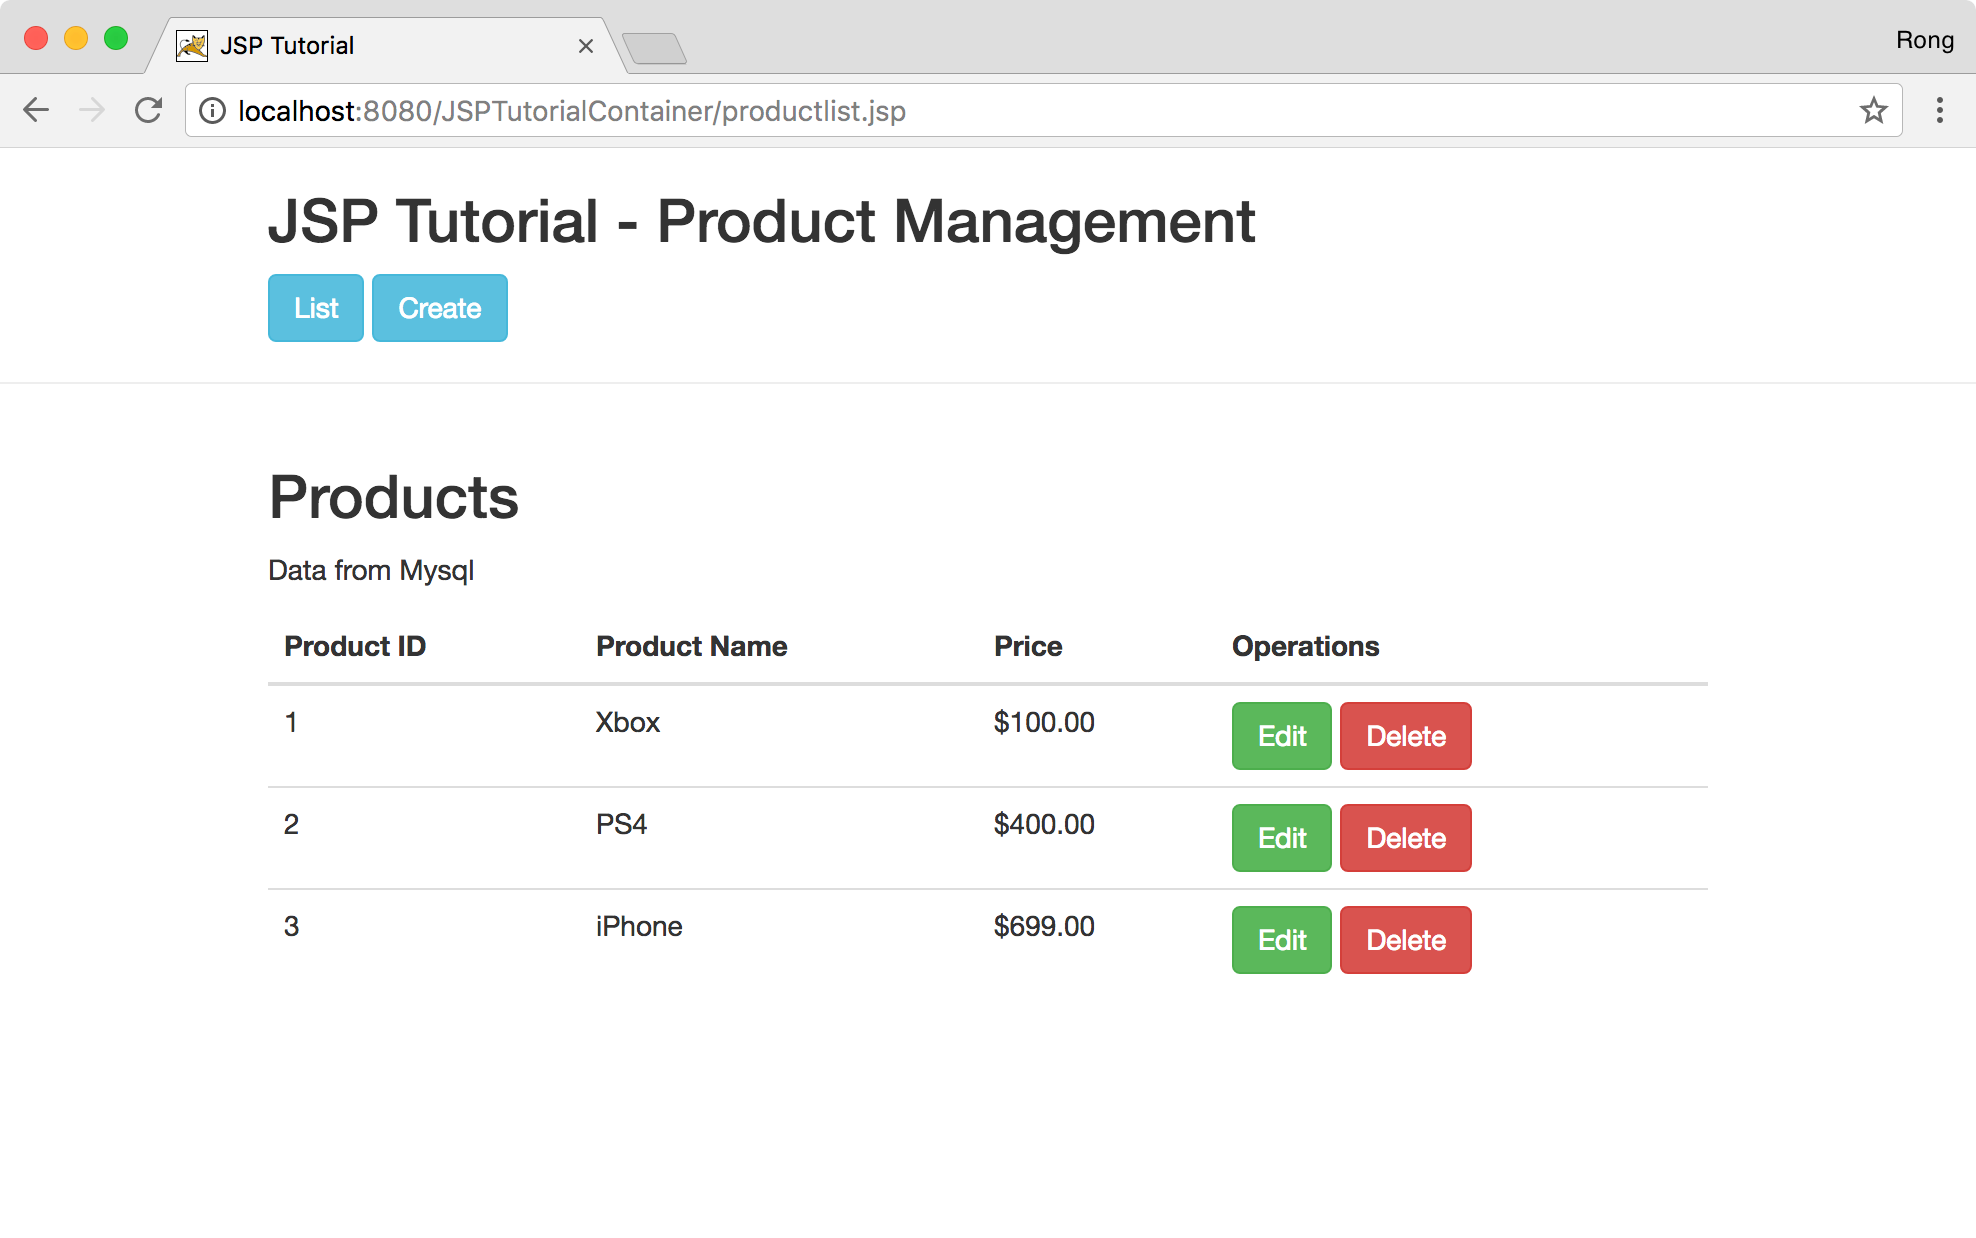 JSP Tutorial
Rong
localhost:8080/JSPTutorialContainer/productlist.jsp
JSP Tutorial - Product Management
List Create
Products
Data from Mysql
Product ID Product Name Price Operations
1 Xbox $100.00 Edit Delete
2 PS4 $400.00 Edit Delete
3 iPhone $699.00 Edit Delete